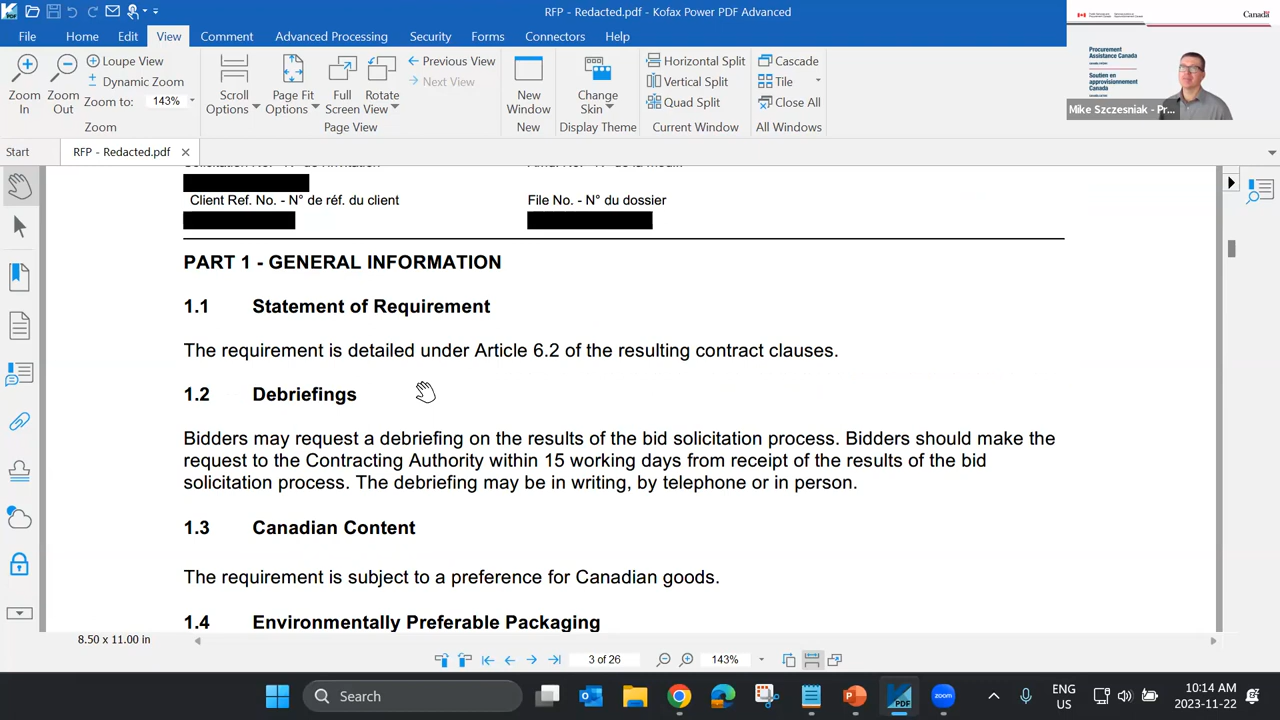 RFP - Redacted.pdf - Kofax Power PDF Advanced
File Home Edit View Comment Advanced Processing Security Forms Connectors Help
Zoom In
Zoom Out
Loupe View
Dynamic Zoom
Zoom to: 143%
Zoom
Scroll Options
Page Fit Options
Full Screen
Rotate View
Previous View
Next View
Page View
New Window
New
Change Skin
Display Theme
Horizontal Split
Vertical Split
Quad Split
Current Window
Cascade
Tile
Close All
All Windows
Canada
Procurement
Assistance Canada
Soutien en
approvisionnement
Canada
Mike Szczesniak - Pr...
Start
RFP - Redacted.pdf
Client Ref. No. - N° de réf. du client
File No. - N° du dossier
PART 1 - GENERAL INFORMATION
1.1 Statement of Requirement
The requirement is detailed under Article 6.2 of the resulting contract clauses.
1.2 Debriefings
Bidders may request a debriefing on the results of the bid solicitation process. Bidders should make the
request to the Contracting Authority within 15 working days from receipt of the results of the bid
solicitation process. The debriefing may be in writing, by telephone or in person.
1.3 Canadian Content
The requirement is subject to a preference for Canadian goods.
1.4 Environmentally Preferable Packaging
8.50 x 11.00 in
3 of 26
143%
Search
PDF
zoom
ENG
US
10:14 AM
2023-11-22